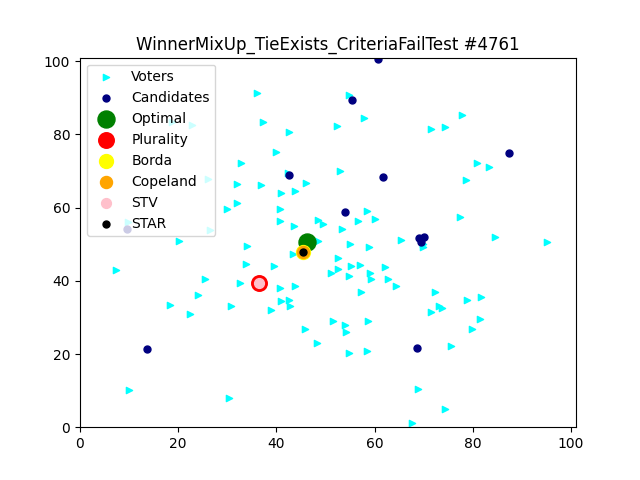 WinnerMixUp_TieExists_CriteriaFailTest #4761
100
80
60
40
20
0
0 20 40 60 80 100
Voters
Candidates
Optimal
Plurality
Borda
Copeland
STV
STAR